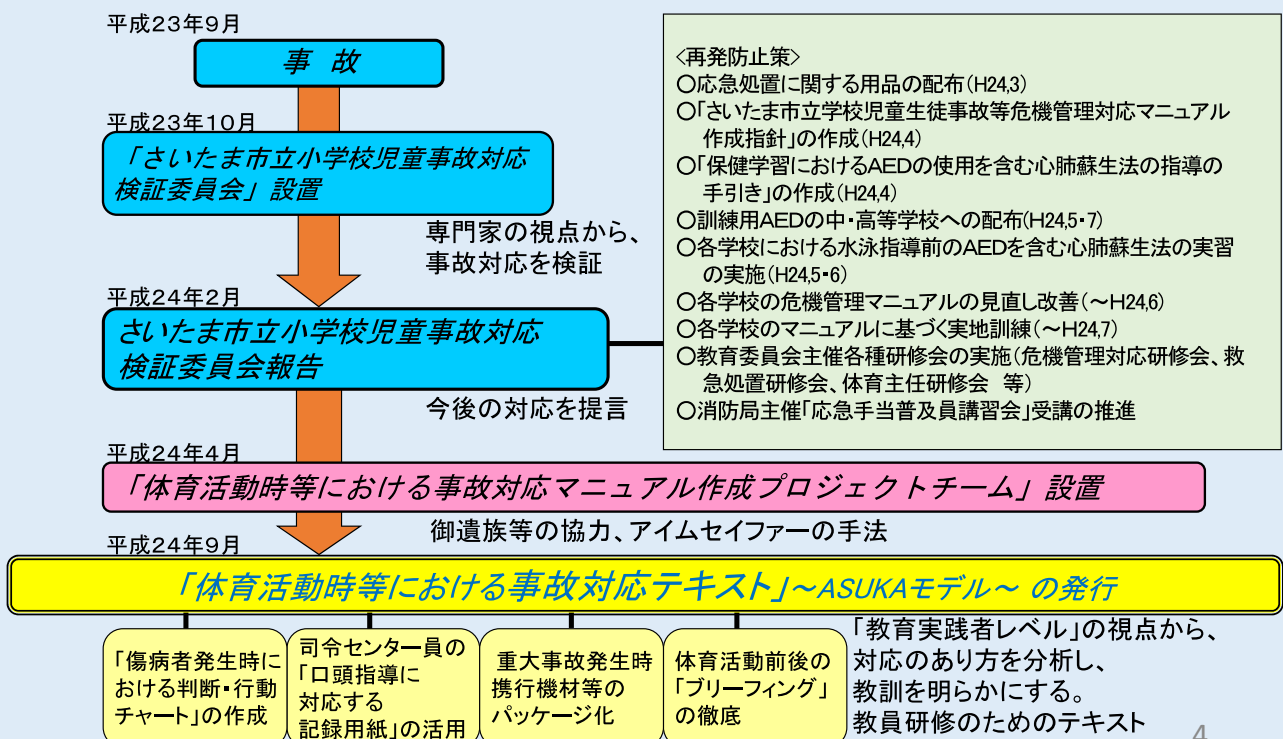 平成23年9月
事 故
平成23年10月
「さいたま市立小学校児童事故対応
検証委員会」設置
専門家の視点から、
事故対応を検証
平成24年2月
さいたま市立小学校児童事故対応
検証委員会報告
今後の対応を提言
<再発防止策>
○応急処置に関する用品の配布(H24,3)
○「さいたま市立学校児童生徒事故等危機管理対応マニュアル
作成指針」の作成(H24,4)
○「保健学習におけるAEDの使用を含む心肺蘇生法の指導の
手引き」の作成(H24,4)
○訓練用AEDの中・高等学校への配布(H24,5・7)
○各学校における水泳指導前のAEDを含む心肺蘇生法の実習
の実施(H24,5・6)
○各学校の危機管理マニュアルの見直し改善(~H24,6)
○各学校のマニュアルに基づく実地訓練(~H24,7)
○教育委員会主催各種研修会の実施(危機管理対応研修会、救
急処置研修会、体育主任研修会 等)
○消防局主催「応急手当普及員講習会」受講の推進
平成24年4月
「体育活動時等における事故対応マニュアル作成プロジェクトチーム」設置
御遺族等の協力、アイムセイファーの手法
平成24年9月
「体育活動時等における事故対応テキスト」~ASUKAモデル~ の発行
「傷病者発生時に
おける判断・行動
チャート」の作成
司令センター員の
「口頭指導に
対応する
記録用紙」の活用
重大事故発生時
携行機材等の
パッケージ化
体育活動前後の
「ブリーフィング」
の徹底
「教育実践者レベル」の視点から、
対応のあり方を分析し、
教訓を明らかにする。
教員研修のためのテキスト
4